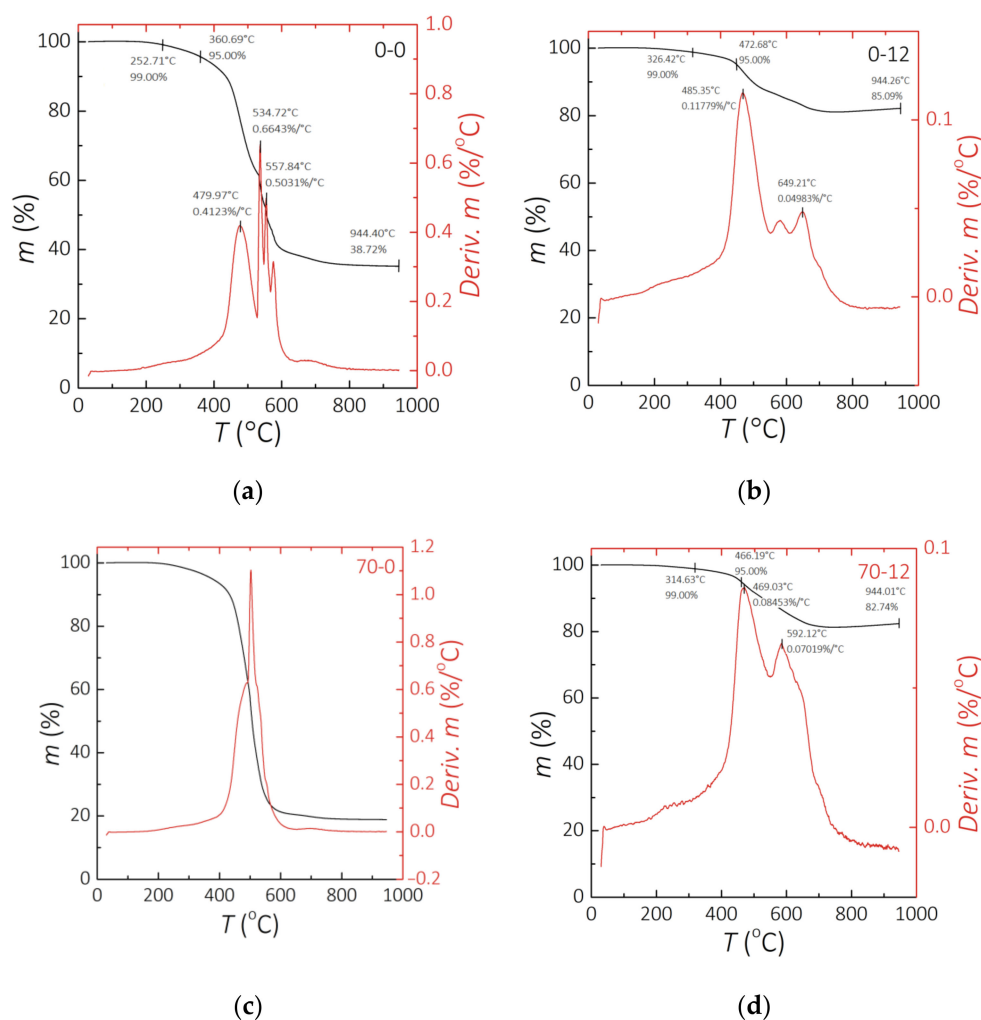 0-0
360.69°C
95.00%
252.71°C
99.00%
534.72°C
0.6643%/°C
557.84°C
0.5031%/°C
479.97°C
0.4123%/°C
944.40°C
38.72%
100
80
60
40
20
0
m (%)
1.0
0.8
0.6
0.4
0.2
0.0
Deriv. m (%/°C)
0 200 400 600 800 1000
T (°C)
(a)
0-12
472.68°C
95.00%
326.42°C
99.00%
485.35°C
0.11779%/°C
944.26°C
85.09%
649.21°C
0.04983%/°C
100
80
60
40
20
0
m (%)
0.1
0.0
Deriv. m (%/°C)
0 200 400 600 800 1000
T (°C)
(b)
70-0
100
80
60
40
20
0
m (%)
1.2
1.0
0.8
0.6
0.4
0.2
0.0
−0.2
Deriv. m (%/°C)
0 200 400 600 800 1000
T (°C)
(c)
70-12
466.19°C
95.00%
314.63°C
99.00%
469.03°C
0.08453%/°C
944.01°C
82.74%
592.12°C
0.07019%/°C
100
80
60
40
20
0
m (%)
0.1
0.0
Deriv. m (%/°C)
0 200 400 600 800 1000
T (°C)
(d)